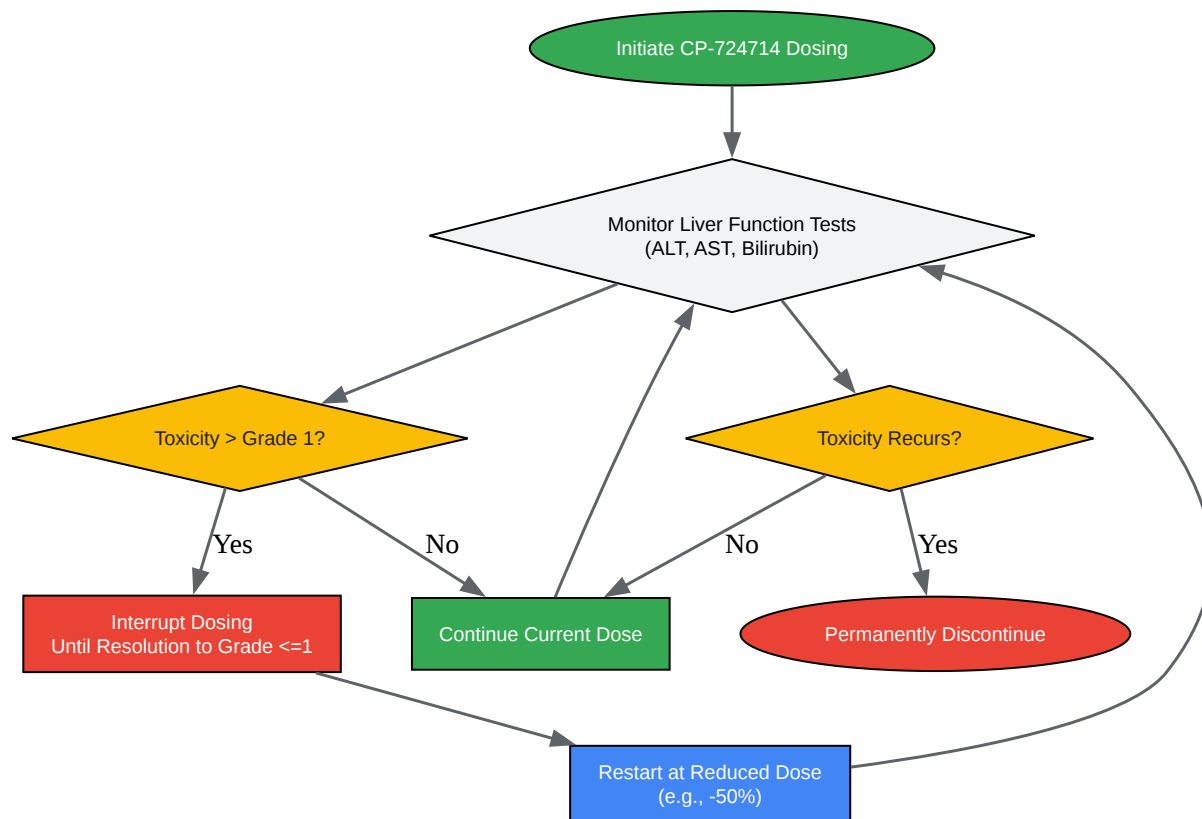 Initiate CP-724714 Dosing
Monitor Liver Function Tests
(ALT, AST, Bilirubin)
Toxicity > Grade 1?
Toxicity Recurs?
Yes
No
No
Yes
Interrupt Dosing
Until Resolution to Grade <=1
Continue Current Dose
Permanently Discontinue
Restart at Reduced Dose
(e.g., -50%)